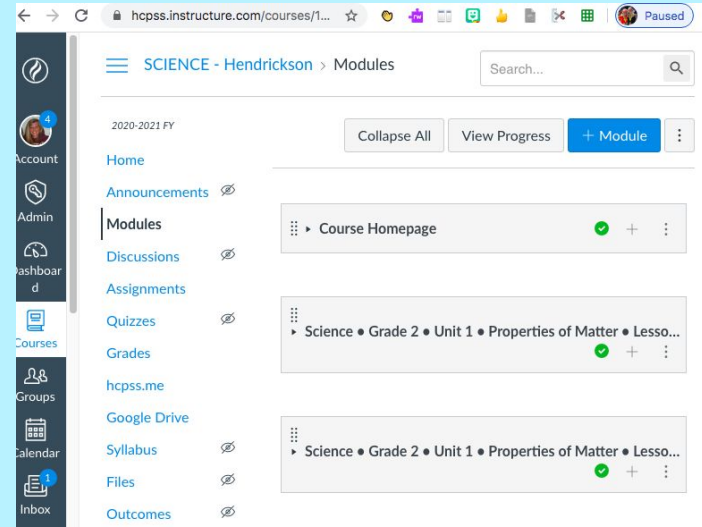 hcpss.instructure.com/courses/1...
Paused
SCIENCE - Hendrickson › Modules
Search...
4
Account
Admin
Dashboar
d
Courses
Groups
Calendar
1
Inbox
2020-2021 FY
Home
Announcements
Modules
Discussions
Assignments
Quizzes
Grades
hcpss.me
Google Drive
Syllabus
Files
Outcomes
Collapse All
View Progress
+ Module
Course Homepage
Science • Grade 2 • Unit 1 • Properties of Matter • Lesso...
Science • Grade 2 • Unit 1 • Properties of Matter • Lesso...